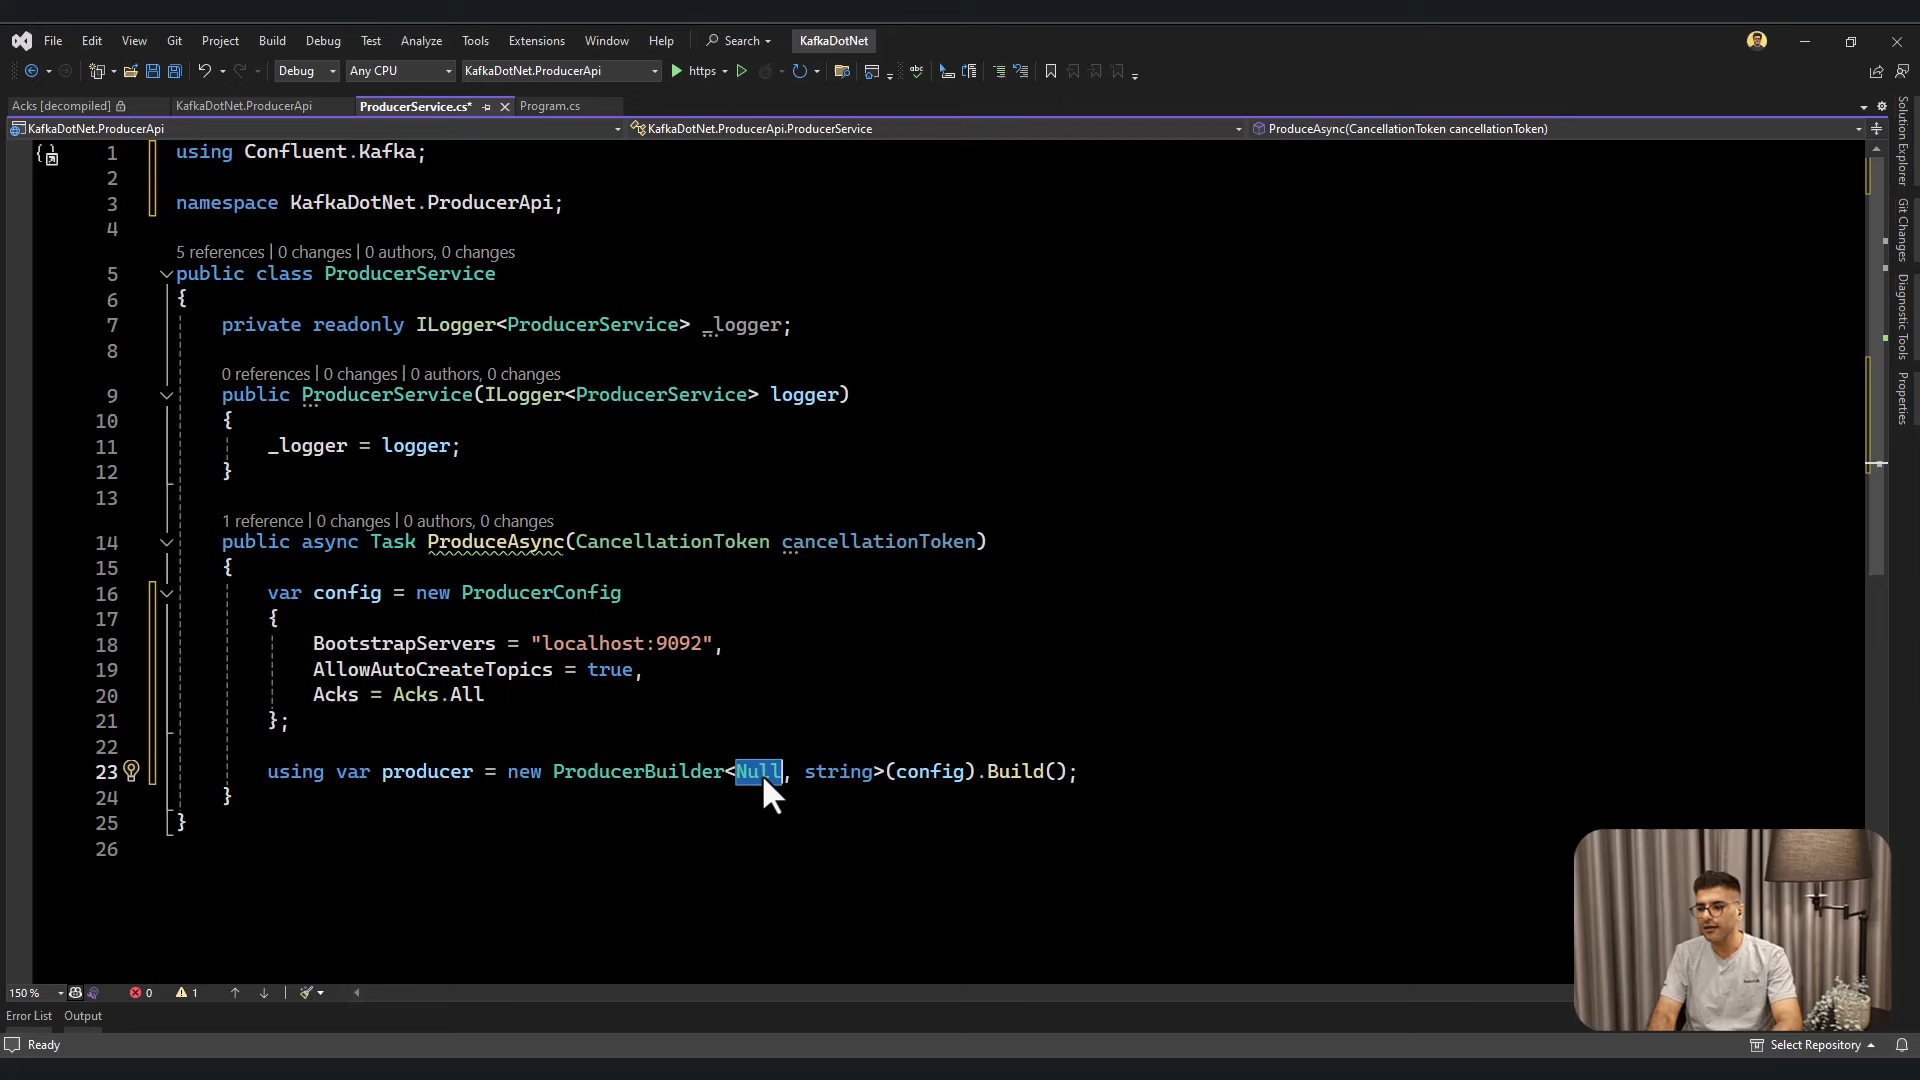 File Edit View Git Project Build Debug Test Analyze Tools Extensions Window Help Search KafkaDotNet
Debug Any CPU KafkaDotNet.ProducerApi https
Acks [decompiled] KafkaDotNet.ProducerApi ProducerService.cs* Program.cs
KafkaDotNet.ProducerApi KafkaDotNet.ProducerApi.ProducerService ProduceAsync(CancellationToken cancellationToken)
1 using Confluent.Kafka;
2
3 namespace KafkaDotNet.ProducerApi;
4
5 references | 0 changes | 0 authors, 0 changes
5 public class ProducerService
6 {
7 private readonly ILogger<ProducerService> _logger;
8
0 references | 0 changes | 0 authors, 0 changes
9 public ProducerService(ILogger<ProducerService> logger)
10 {
11 _logger = logger;
12 }
13
1 reference | 0 changes | 0 authors, 0 changes
14 public async Task ProduceAsync(CancellationToken cancellationToken)
15 {
16 var config = new ProducerConfig
17 {
18 BootstrapServers = "localhost:9092",
19 AllowAutoCreateTopics = true,
20 Acks = Acks.All
21 };
22
23 using var producer = new ProducerBuilder<Null, string>(config).Build();
24 }
25 }
26
Solution Explorer
Git Changes
Diagnostic Tools
Properties
150 % 0 1
Error List Output
Ready Select Repository